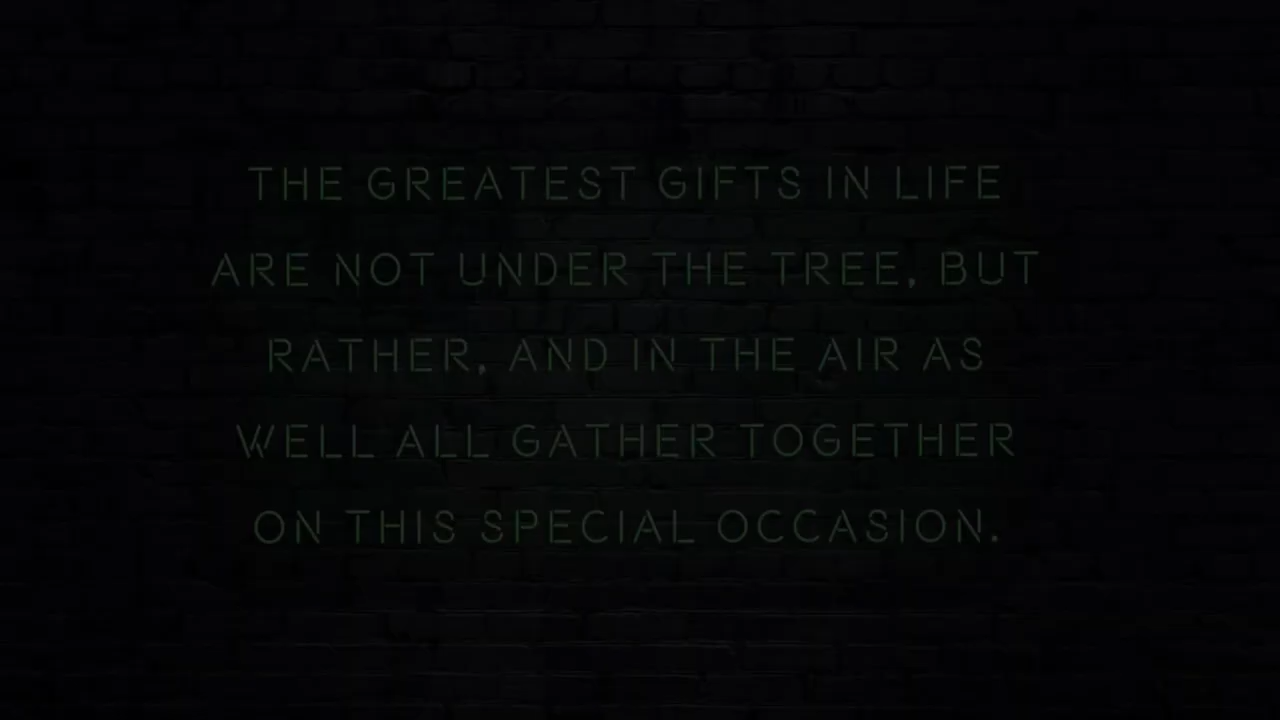 THE GREATEST GIFTS IN LIFE
ARE NOT UNDER THE TREE, BUT
RATHER, AND IN THE AIR AS
WELL ALL GATHER TOGETHER
ON THIS SPECIAL OCCASION.